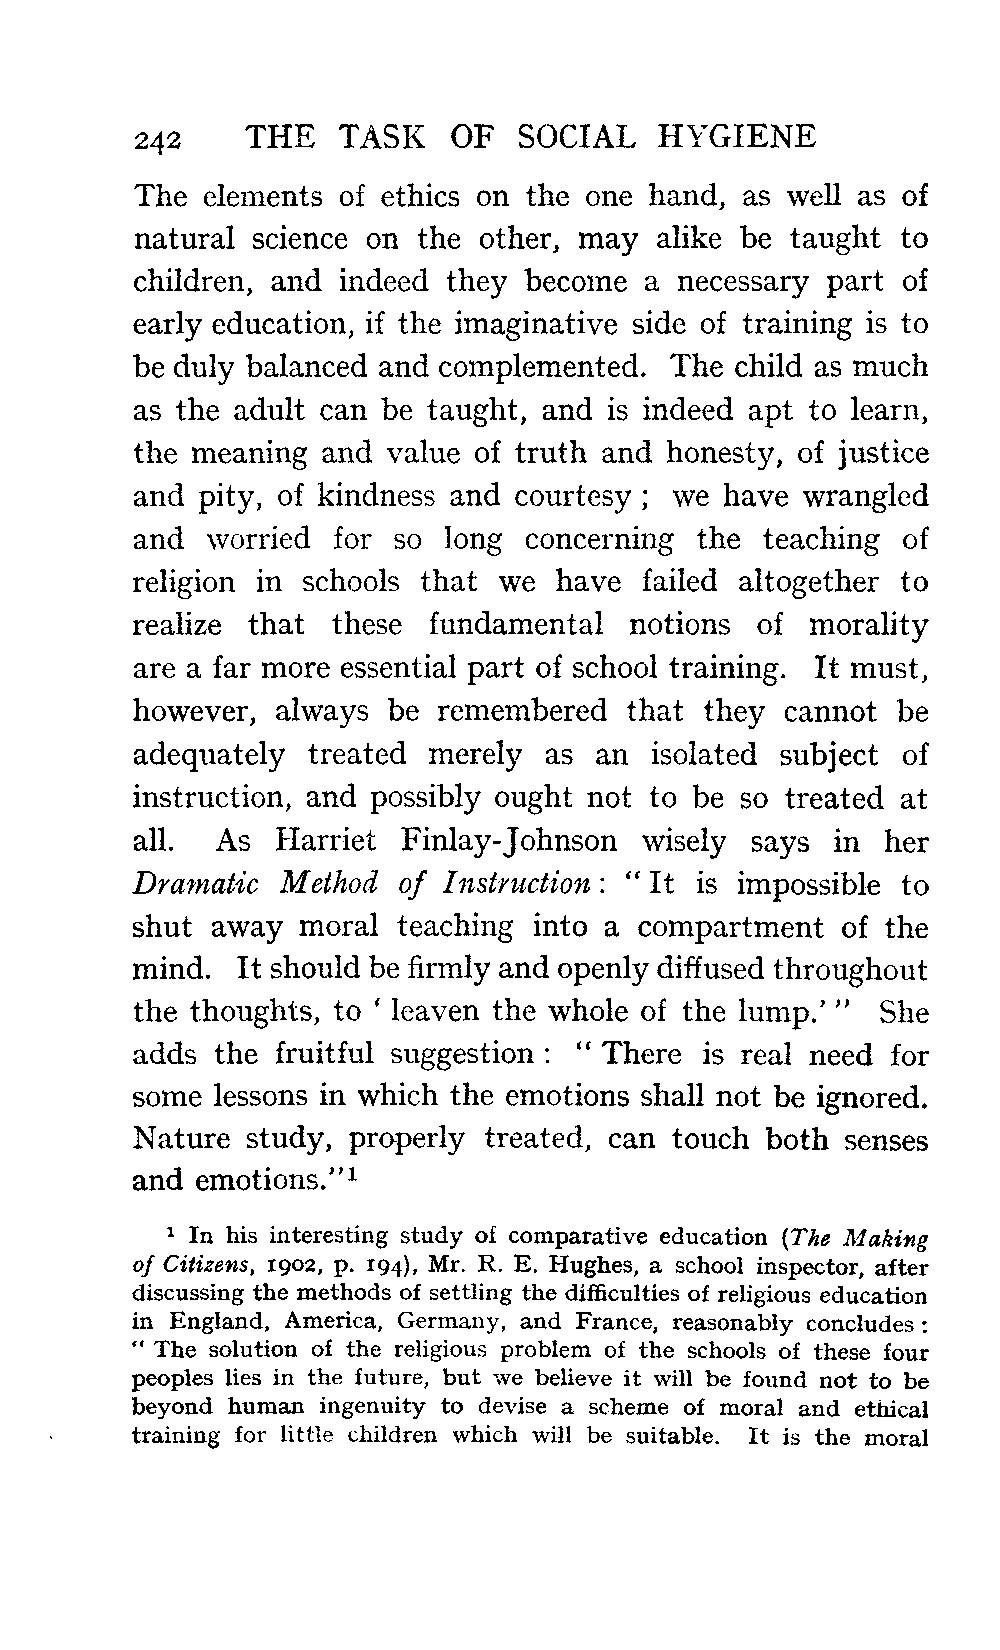 242 THE TASK OF SOCIAL HYGIENE
The elements of ethics on the one hand, as well as of
natural science on the other, may alike be taught to
children, and indeed they become a necessary part of
early education, if the imaginative side of training is to
be duly balanced and complemented. The child as much
as the adult can be taught, and is indeed apt to learn,
the meaning and value of truth and honesty, of justice
and pity, of kindness and courtesy ; we have wrangled
and worried for so long concerning the teaching of
religion in schools that we have failed altogether to
realize that these fundamental notions of morality
are a far more essential part of school training. It must,
however, always be remembered that they cannot be
adequately treated merely as an isolated subject of
instruction, and possibly ought not to be so treated at
all. As Harriet Finlay-Johnson wisely says in her
Dramatic Method of Instruction : “ It is impossible to
shut away moral teaching into a compartment of the
mind. It should be firmly and openly diffused throughout
the thoughts, to ‘ leaven the whole of the lump.’ ” She
adds the fruitful suggestion : “ There is real need for
some lessons in which the emotions shall not be ignored.
Nature study, properly treated, can touch both senses
and emotions.”¹
¹ In his interesting study of comparative education (The Making
of Citizens, 1902, p. 194), Mr. R. E. Hughes, a school inspector, after
discussing the methods of settling the difficulties of religious education
in England, America, Germany, and France, reasonably concludes :
“ The solution of the religious problem of the schools of these four
peoples lies in the future, but we believe it will be found not to be
beyond human ingenuity to devise a scheme of moral and ethical
training for little children which will be suitable. It is the moral